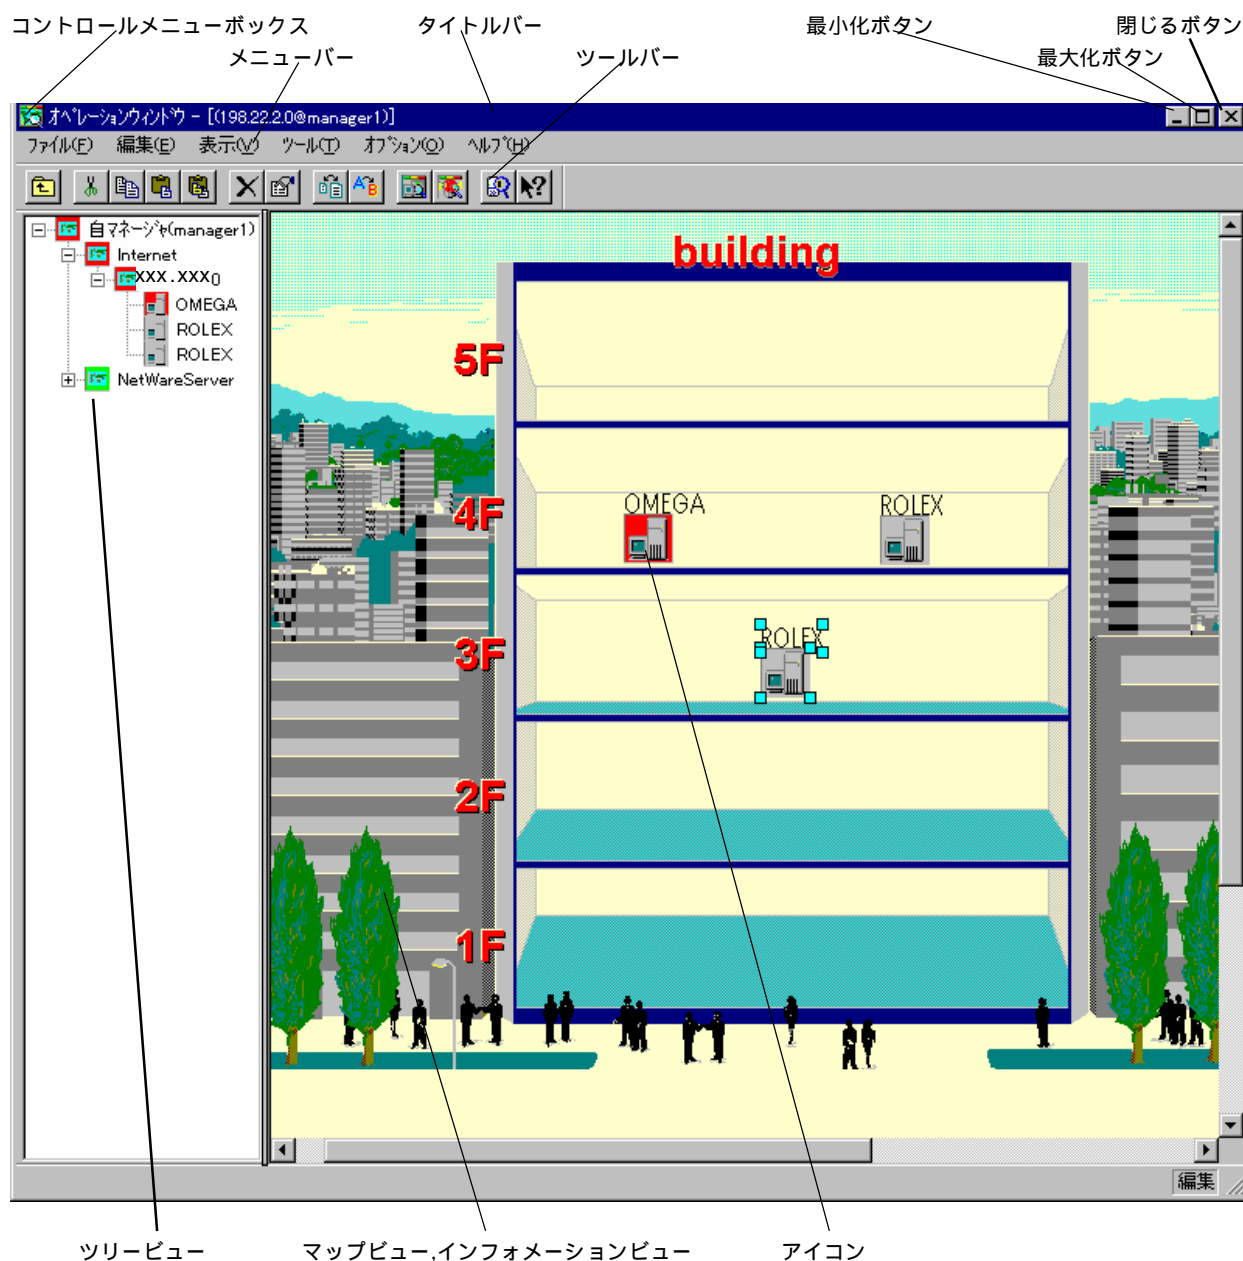 コントロールメニューボックス
タイトルバー
最小化ボタン
閉じるボタン
メニューバー
ツールバー
最大化ボタン
オペレーションウィンドウ - [(198.22.2.0@manager1)]
ファイル(F) 編集(E) 表示(V) ツール(T) オプション(O) ヘルプ(H)
自マネージャ(manager1)
Internet
XXX.XXX0
OMEGA
ROLEX
ROLEX
NetWareServer
building
5F
4F
OMEGA
ROLEX
3F
ROLEX
2F
1F
編集
ツリービュー
マップビュー,インフォメーションビュー
アイコン